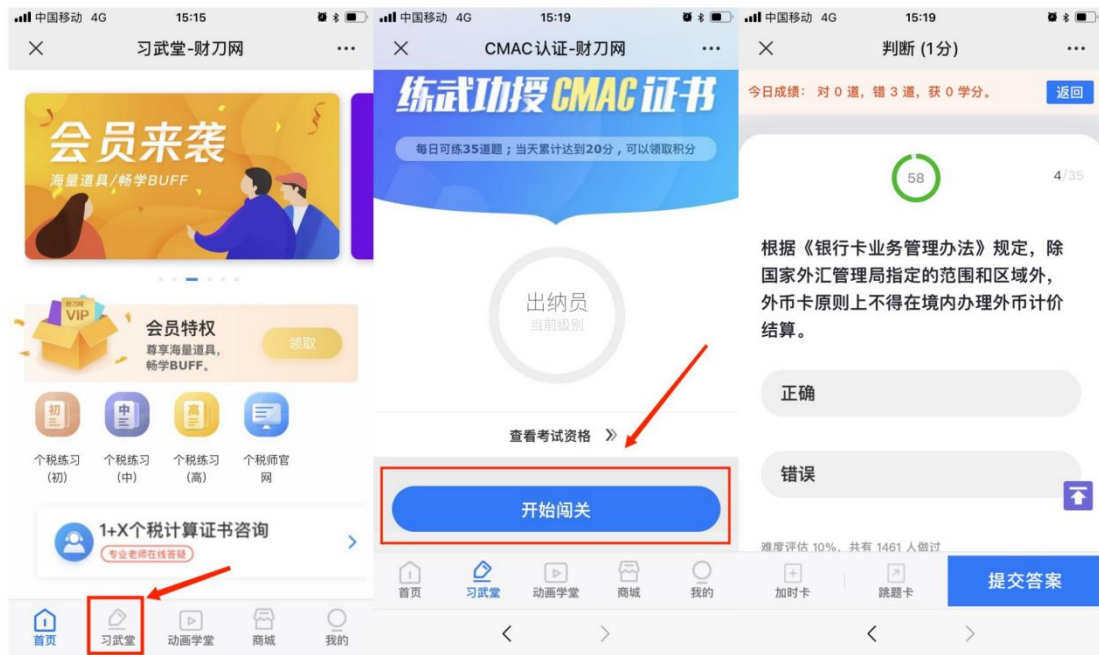 中国移动 4G 15:15
习武堂-财刀网
会员来袭
海量道具/畅学BUFF
财刀网
VIP
会员特权
尊享海量道具，
畅学BUFF。
领取
初
中
高
个税练习
(初)
个税练习
(中)
个税练习
(高)
个税师官
网
1+X个税计算证书咨询
专业老师在线答疑
首页
习武堂
动画学堂
商城
我的
中国移动 4G 15:19
CMAC认证-财刀网
练武功授CMAC证书
每日可练35道题；当天累计达到20分，可以领取积分
出纳员
当前级别
查看考试资格
开始闯关
首页
习武堂
动画学堂
商城
我的
中国移动 4G 15:19
判断 (1分)
今日成绩： 对 0 道，错 3 道，获 0 学分。
返回
58
4/35
根据《银行卡业务管理办法》规定，除
国家外汇管理局指定的范围和区域外，
外币卡原则上不得在境内办理外币计价
结算。
正确
错误
难度评估 10%，共有 1461 人做过
加时卡
跳题卡
提交答案